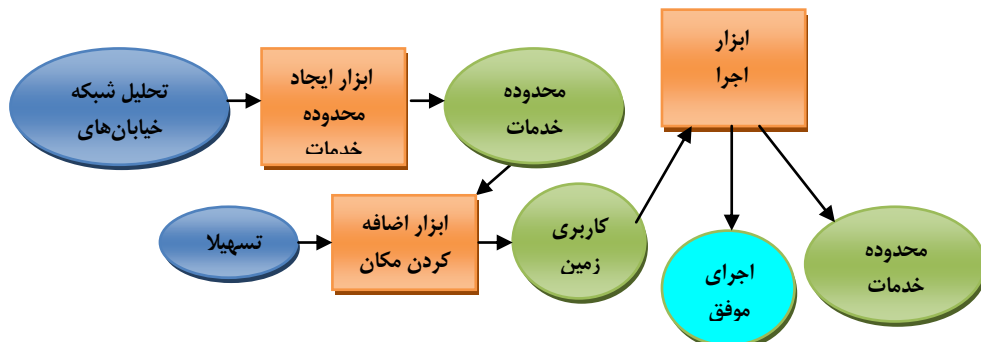 تحلیل شبکه
خیابان‌های
ابزار ایجاد
محدوده
خدمات
محدوده
خدمات
ابزار
اجرا
تسهیلا
ابزار اضافه
کردن مکان
کاربری
زمین
اجرای
موفق
محدوده
خدمات